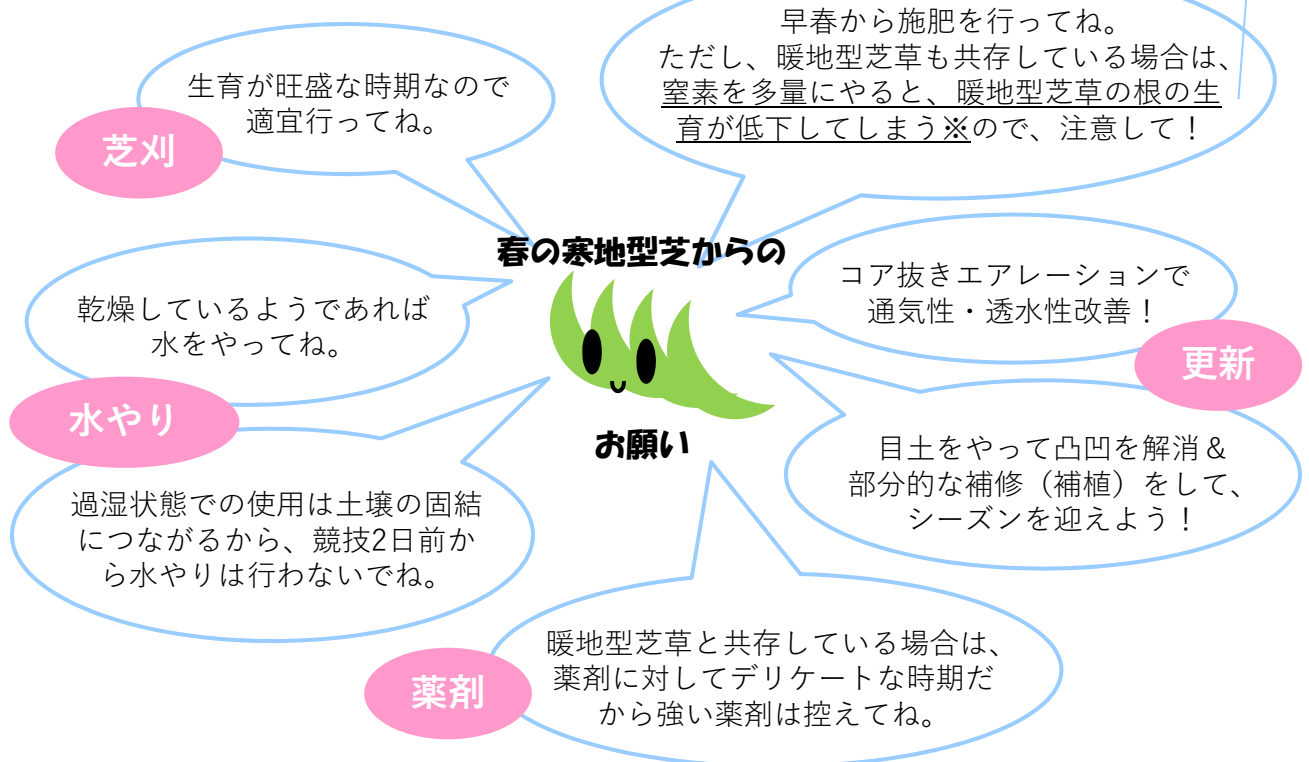 早春から施肥を行ってね。
ただし、暖地型芝草も共存している場合は、
窒素を多量にやると、暖地型芝草の根の生
育が低下してしまう※ので、注意して！
生育が旺盛な時期なので
適宜行ってね。
芝刈
春の寒地型芝からの
お願い
乾燥しているようであれば
水をやってね。
水やり
過湿状態での使用は土壌の固結
につながるから、競技2日前か
ら水やりは行わないでね。
コア抜きエアレーションで
通気性・透水性改善！
更新
目土をやって凸凹を解消＆
部分的な補修（補植）をして、
シーズンを迎えよう！
暖地型芝草と共存している場合は、
薬剤に対してデリケートな時期だ
から強い薬剤は控えてね。
薬剤